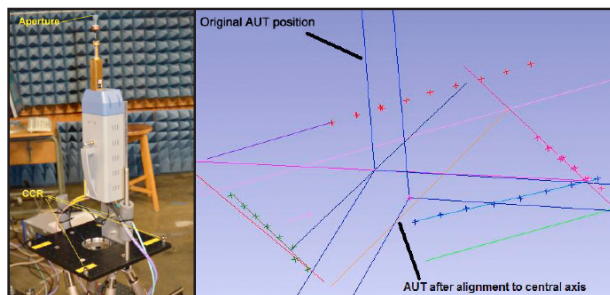 Aperture
CCR
Original AUT position
AUT after alignment to central axis